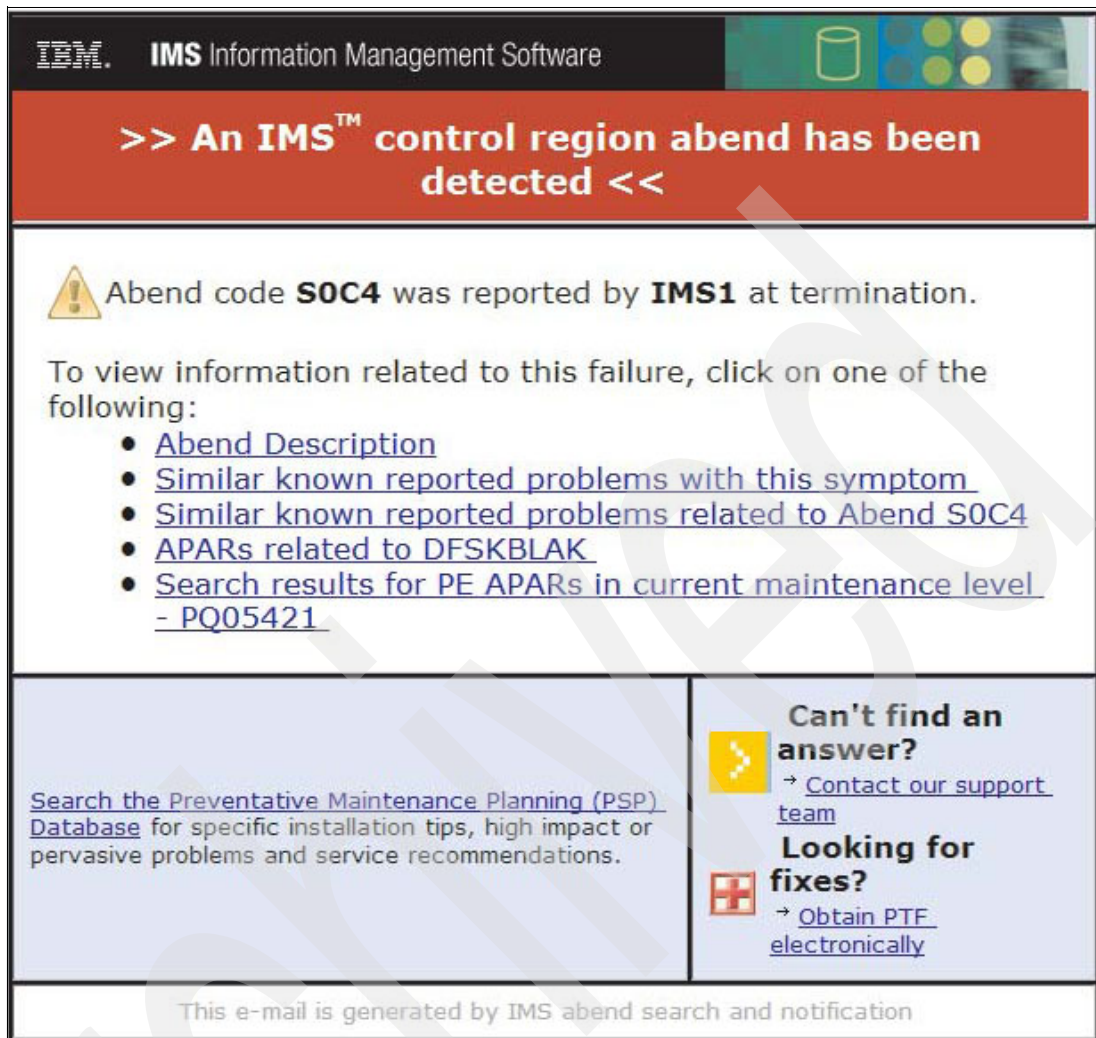 IBM. IMS Information Management Software
>> An IMS™ control region abend has been
detected <<
Abend code S0C4 was reported by IMS1 at termination.
To view information related to this failure, click on one of the
following:
• Abend Description
• Similar known reported problems with this symptom
• Similar known reported problems related to Abend S0C4
• APARs related to DFSKBLAK
• Search results for PE APARs in current maintenance level
- PQ05421
Search the Preventative Maintenance Planning (PSP)
Database for specific installation tips, high impact or
pervasive problems and service recommendations.
Can't find an
answer?
→ Contact our support
team
Looking for
fixes?
→ Obtain PTF
electronically
This e-mail is generated by IMS abend search and notification